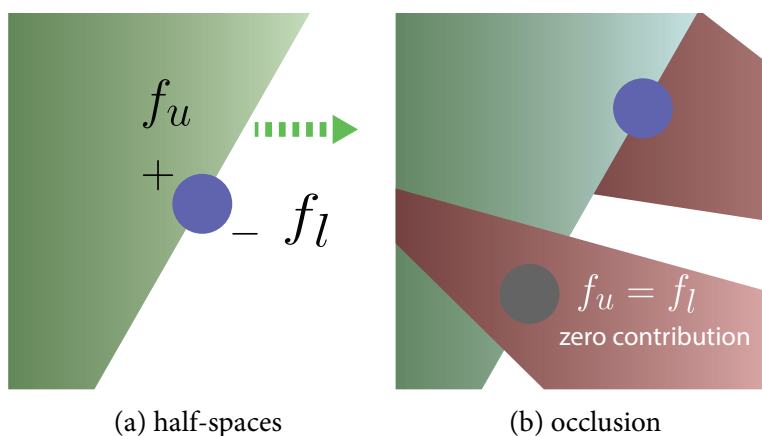 f_u
+
− f_l
f_u = f_l
zero contribution
(a) half-spaces
(b) occlusion